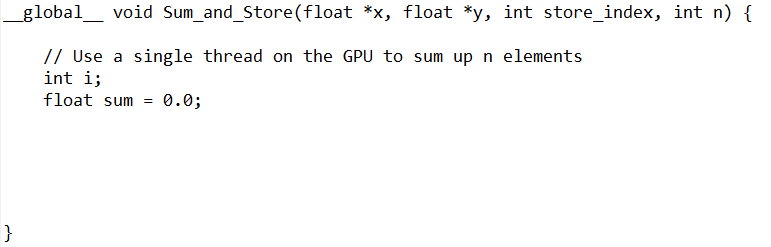 __global__ void Sum_and_Store(float *x, float *y, int store_index, int n) {
// Use a single thread on the GPU to sum up n elements
int i;
float sum = 0.0;
}